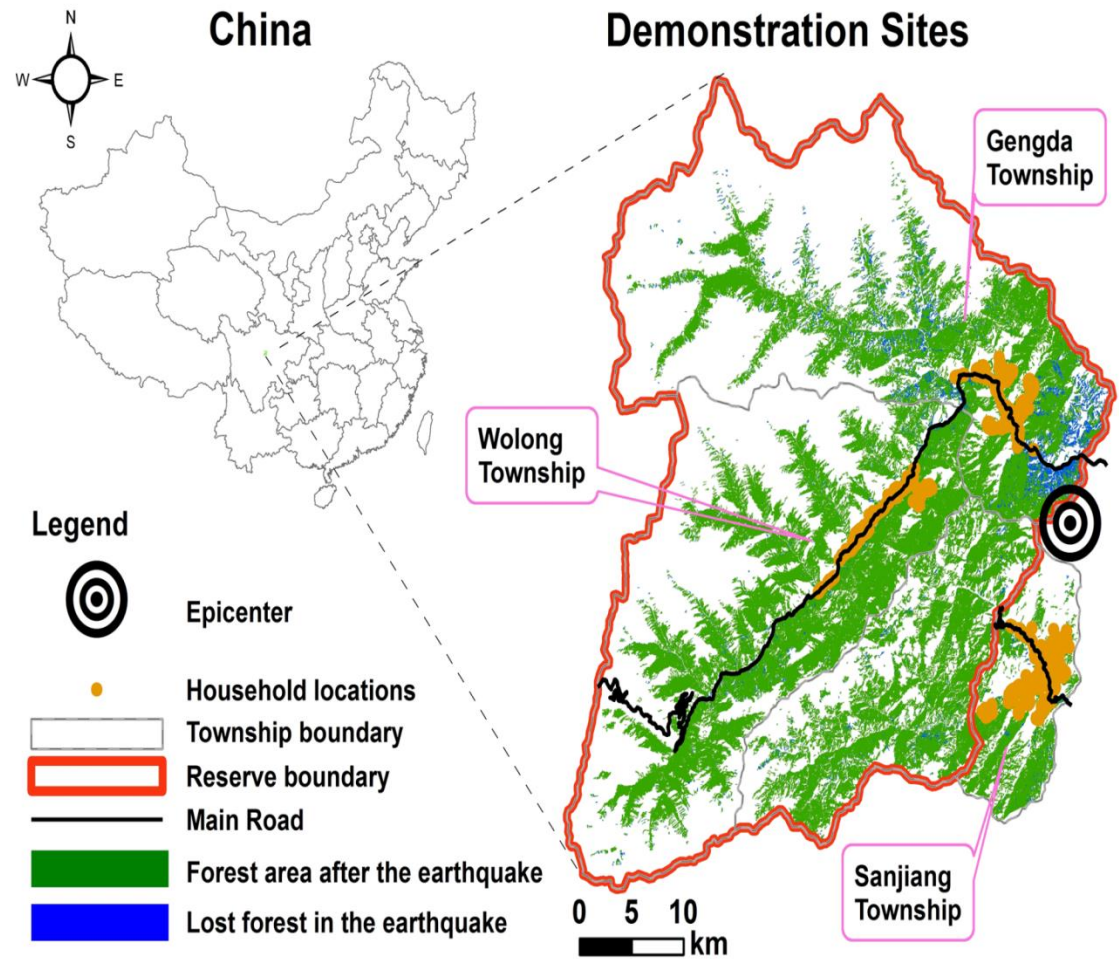 China
Demonstration Sites
N
W
E
S
Gengda
Township
Wolong
Township
Legend
Epicenter
Household locations
Township boundary
Reserve boundary
Main Road
Forest area after the earthquake
Lost forest in the earthquake
Sanjiang
Township
0 5 10
km